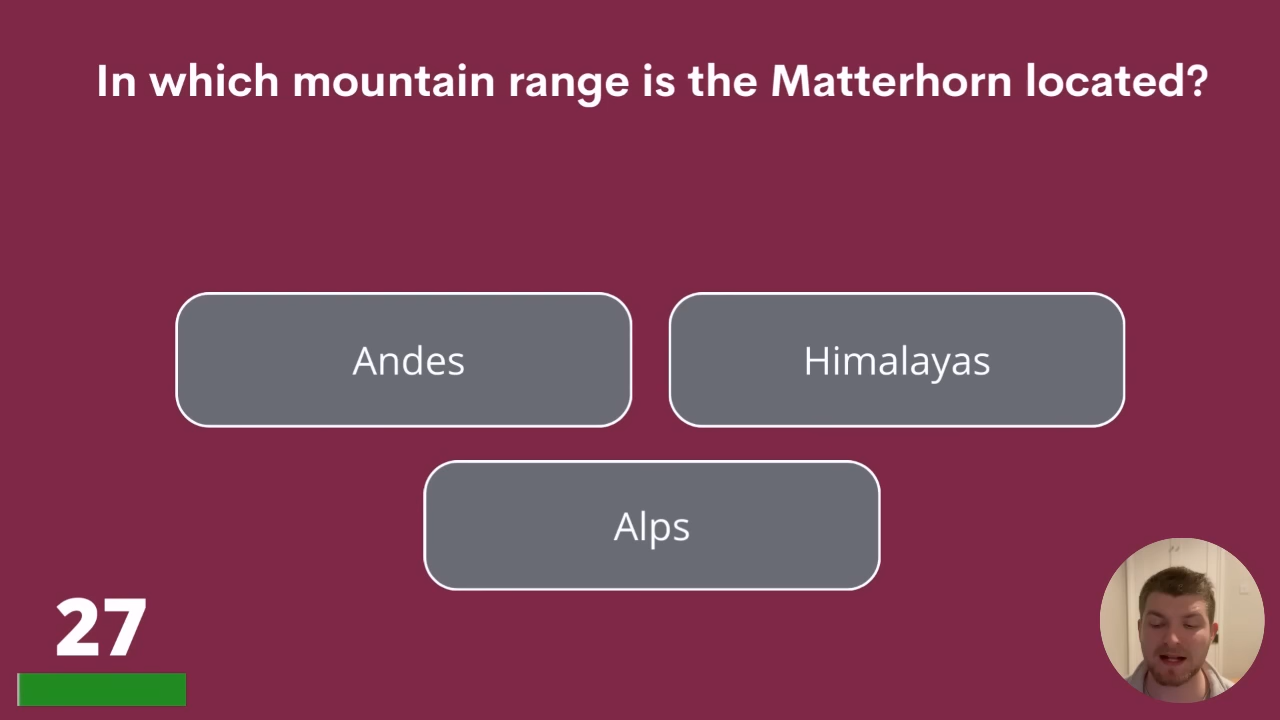 In which mountain range is the Matterhorn located?
Andes
Himalayas
Alps
27